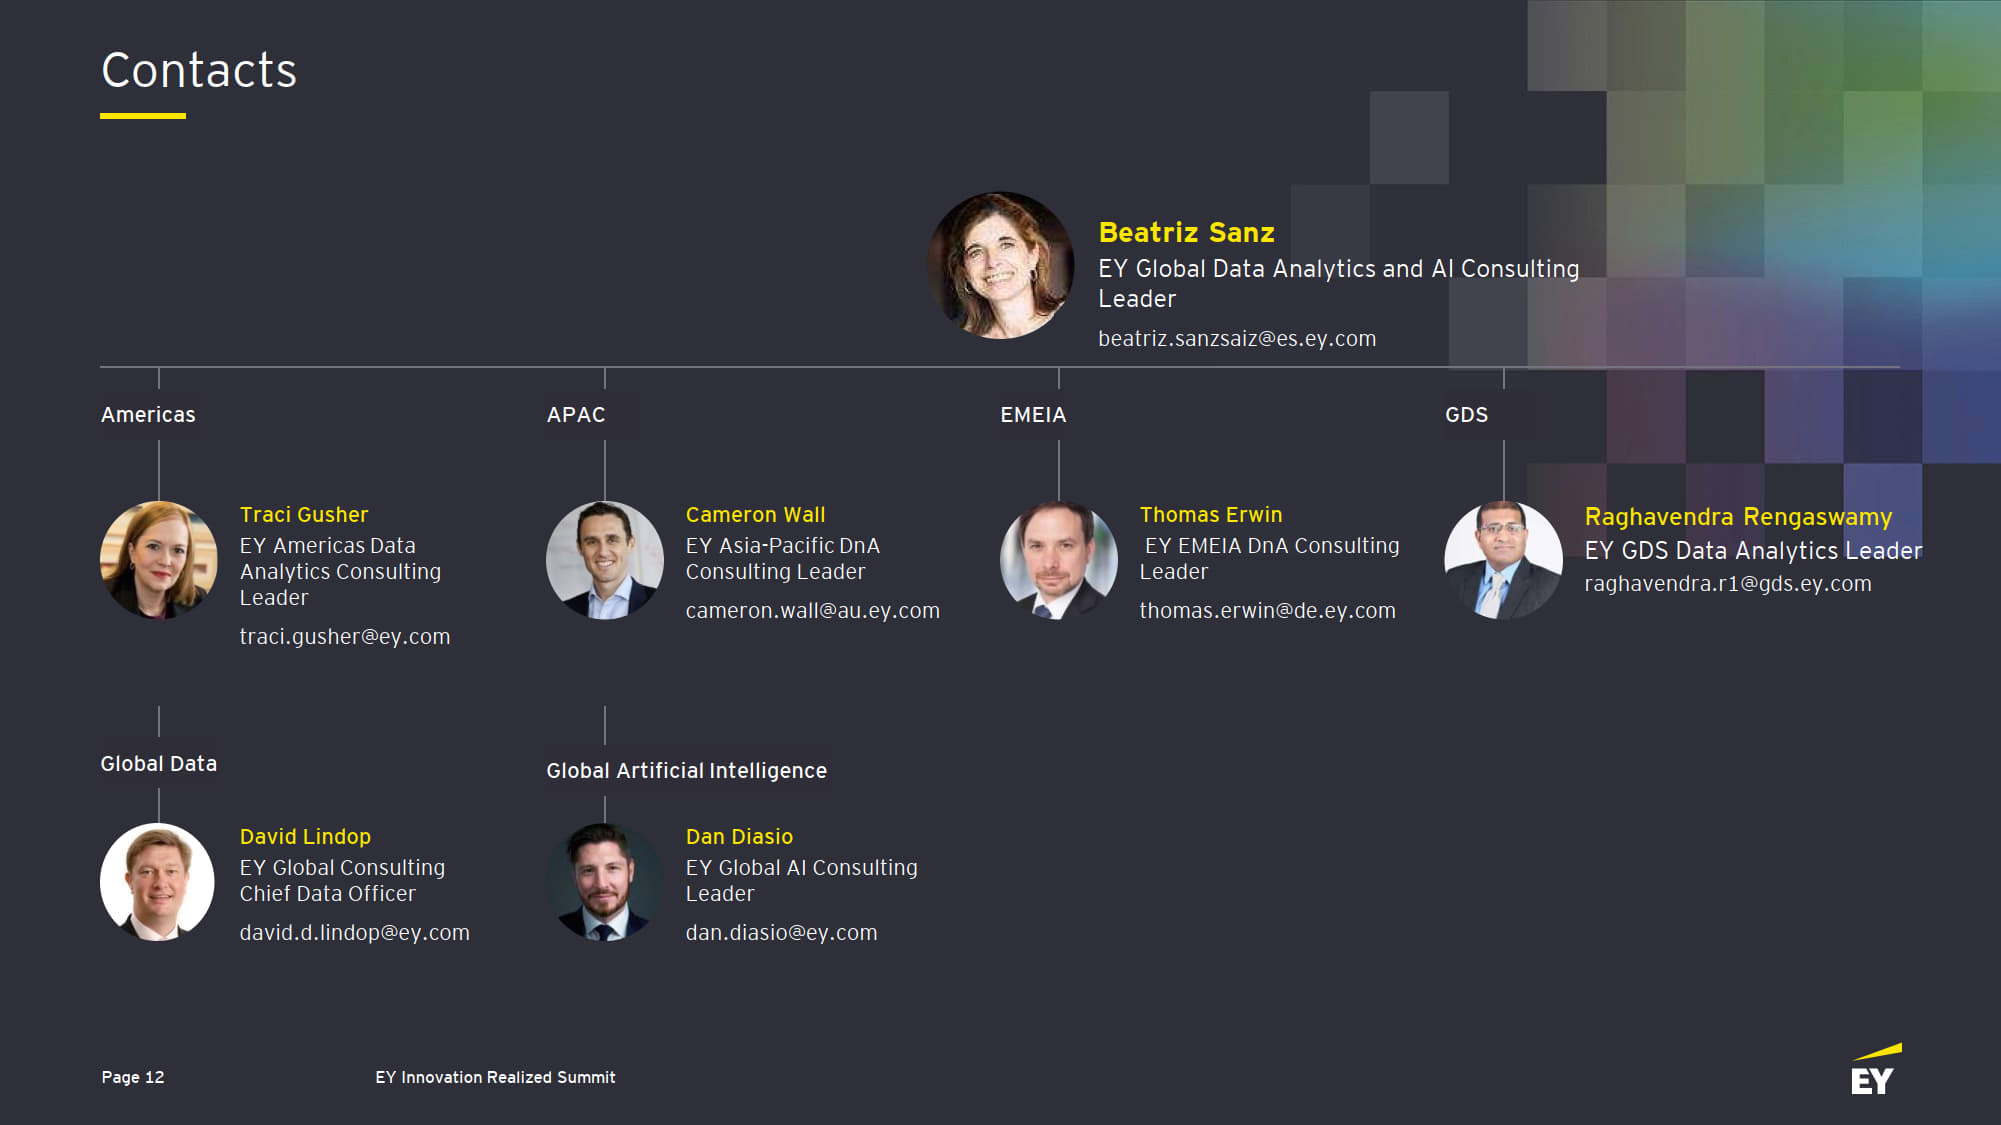 Contacts
Beatriz Sanz
EY Global Data Analytics and AI Consulting
Leader
beatriz.sanzsaiz@es.ey.com
Americas
APAC
EMEIA
GDS
Traci Gusher
EY Americas Data
Analytics Consulting
Leader
traci.gusher@ey.com
Cameron Wall
EY Asia-Pacific DnA
Consulting Leader
cameron.wall@au.ey.com
Thomas Erwin
EY EMEIA DnA Consulting
Leader
thomas.erwin@de.ey.com
Raghavendra Rengaswamy
EY GDS Data Analytics Leader
raghavendra.r1@gds.ey.com
Global Data
Global Artificial Intelligence
David Lindop
EY Global Consulting
Chief Data Officer
david.d.lindop@ey.com
Dan Diasio
EY Global AI Consulting
Leader
dan.diasio@ey.com
Page 12
EY Innovation Realized Summit
EY